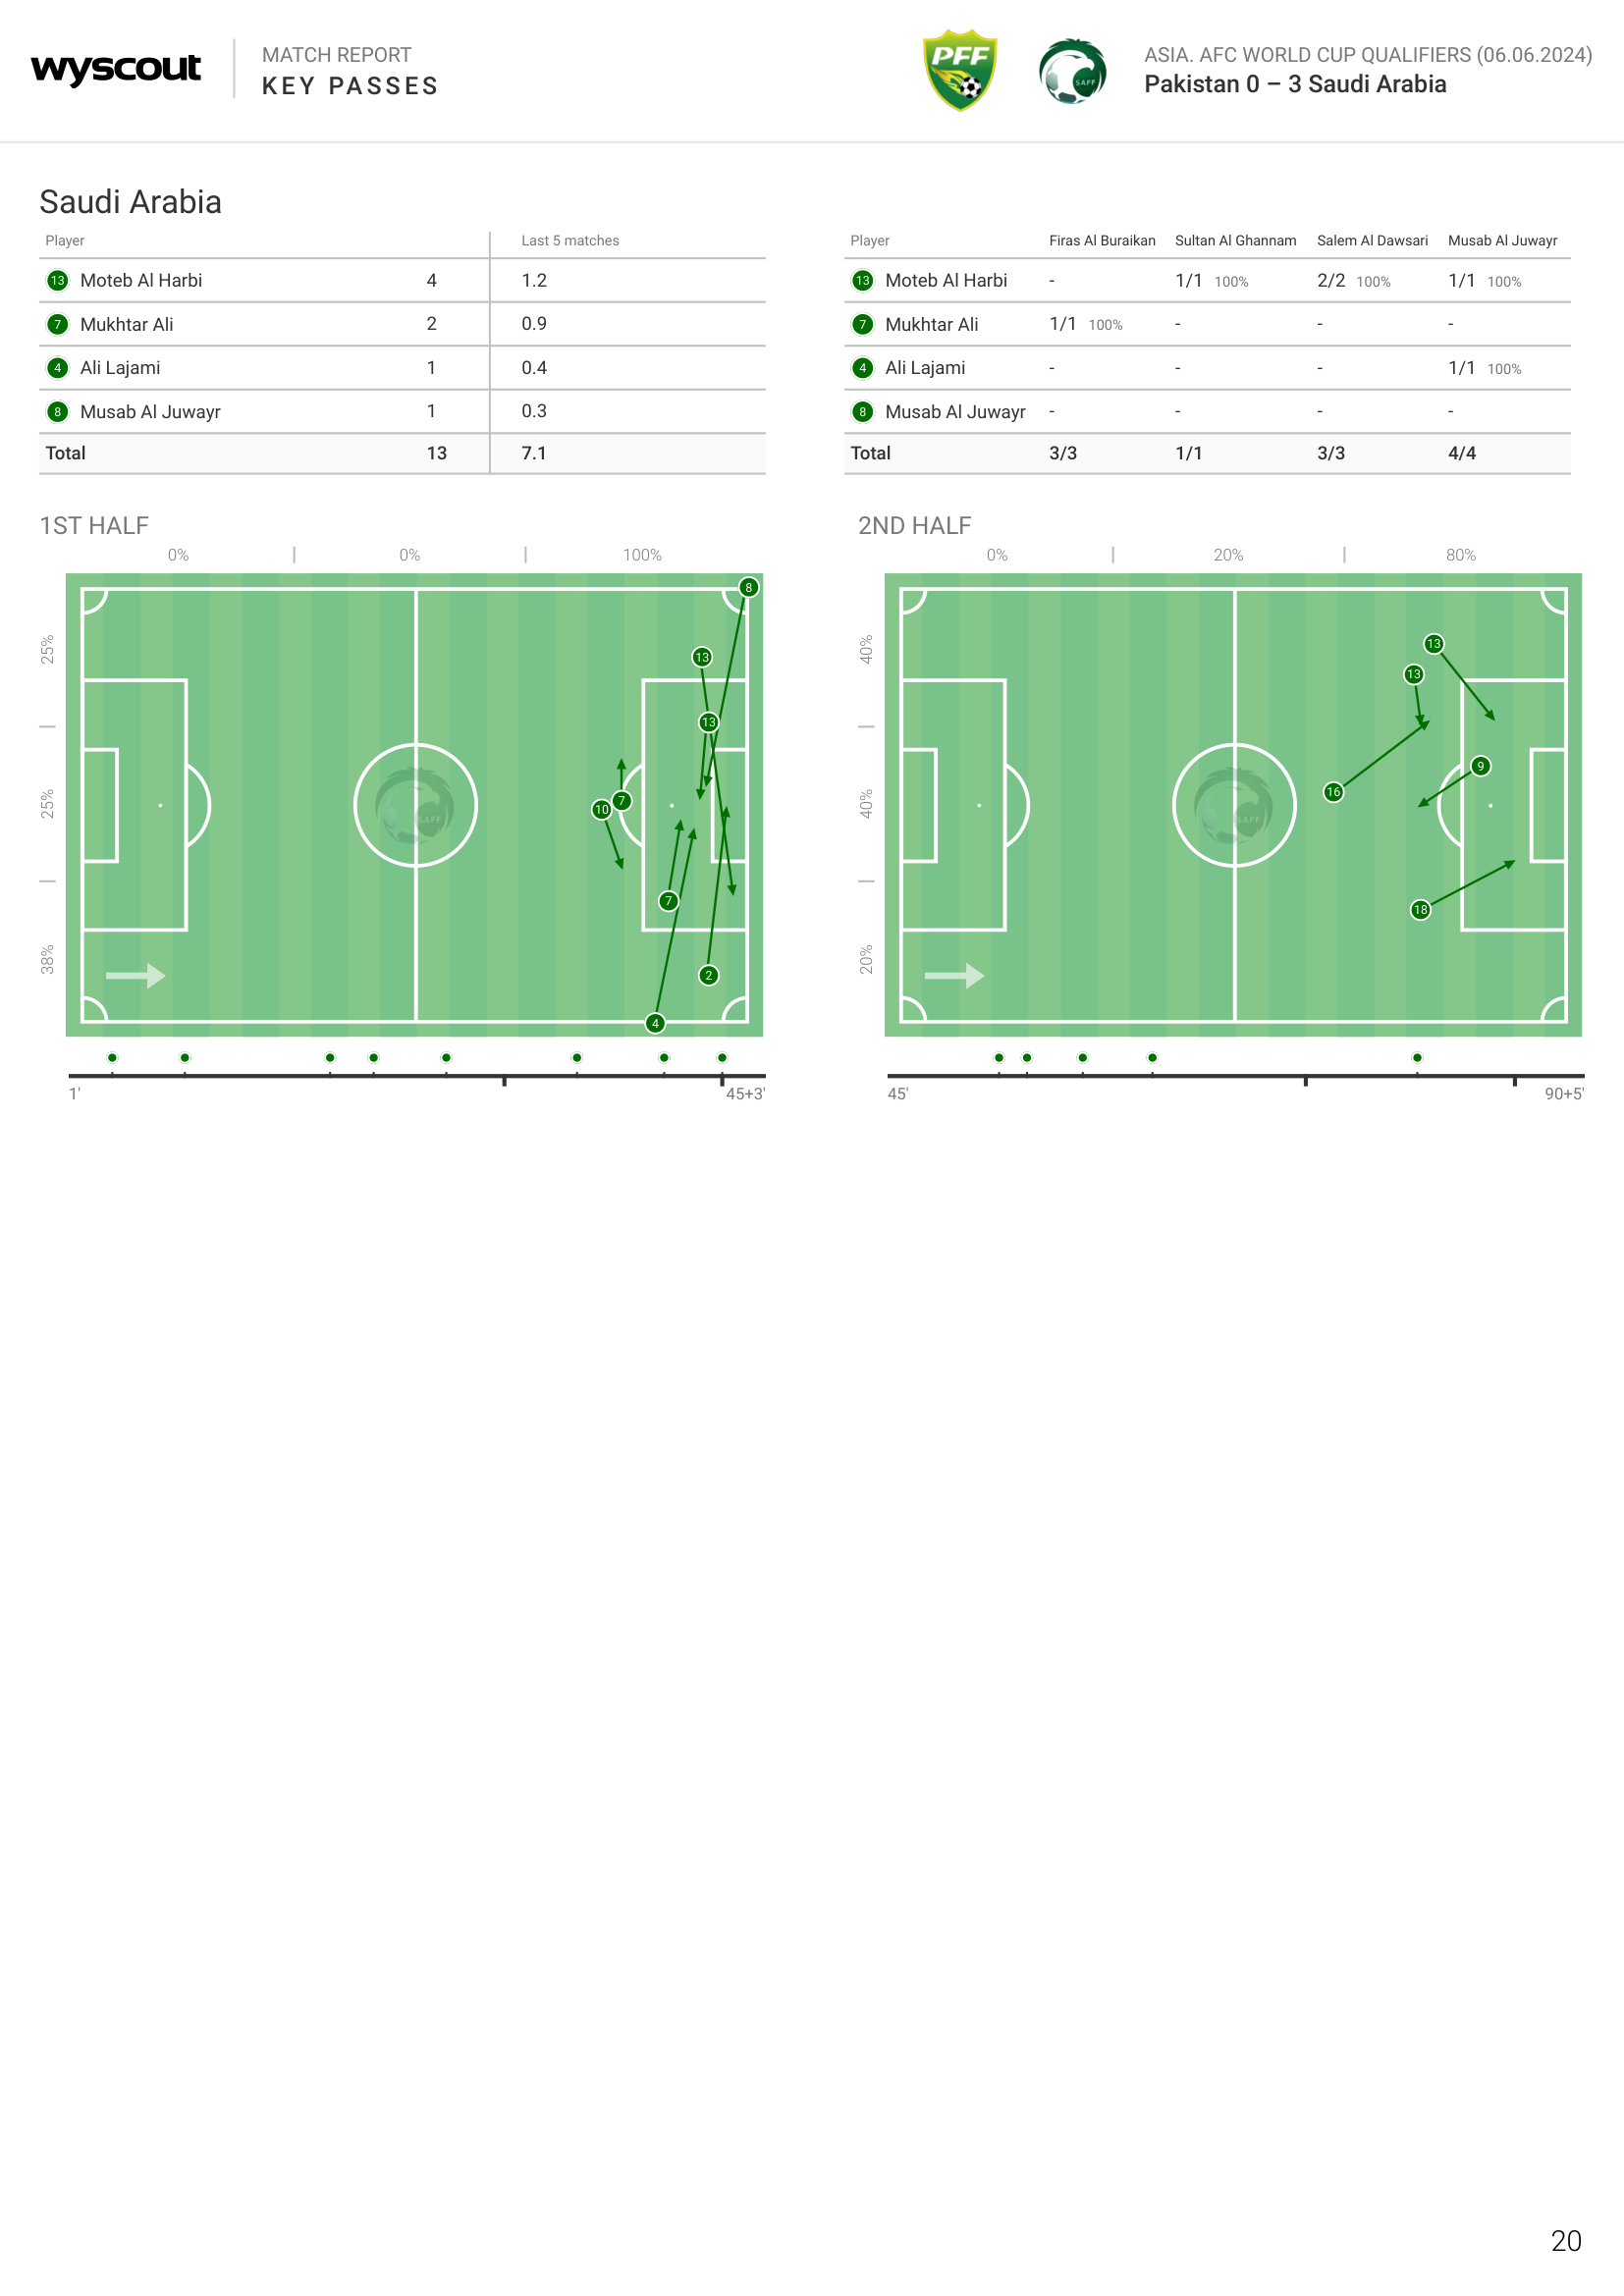 wyscout
MATCH REPORT
KEY PASSES
PFF
SAFF
ASIA. AFC WORLD CUP QUALIFIERS (06.06.2024)
Pakistan 0 – 3 Saudi Arabia
Saudi Arabia
Player Last 5 matches
13 Moteb Al Harbi 4 1.2
7 Mukhtar Ali 2 0.9
4 Ali Lajami 1 0.4
8 Musab Al Juwayr 1 0.3
Total 13 7.1
Player Firas Al Buraikan Sultan Al Ghannam Salem Al Dawsari Musab Al Juwayr
13 Moteb Al Harbi - 1/1 100% 2/2 100% 1/1 100%
7 Mukhtar Ali 1/1 100% - - -
4 Ali Lajami - - - 1/1 100%
8 Musab Al Juwayr - - - -
Total 3/3 1/1 3/3 4/4
1ST HALF
0% 0% 100%
25%
25%
38%
8
13
13
7
10
7
2
4
SAFF
1' 45+3'
2ND HALF
0% 20% 80%
40%
40%
20%
13
13
9
16
18
SAFF
45' 90+5'
20